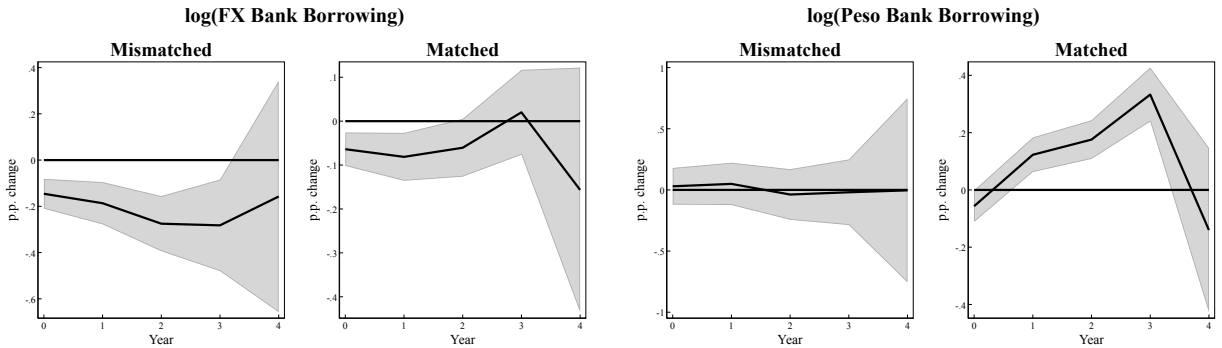 log(FX Bank Borrowing)
log(Peso Bank Borrowing)
Mismatched
Matched
Mismatched
Matched
p.p. change
.4
.2
0
-.2
-.4
-.6
0 1 2 3 4
Year
p.p. change
.1
0
-.1
-.2
-.3
-.4
0 1 2 3 4
Year
p.p. change
1
.5
0
-.5
-1
0 1 2 3 4
Year
p.p. change
.4
.2
0
-.2
-.4
0 1 2 3 4
Year